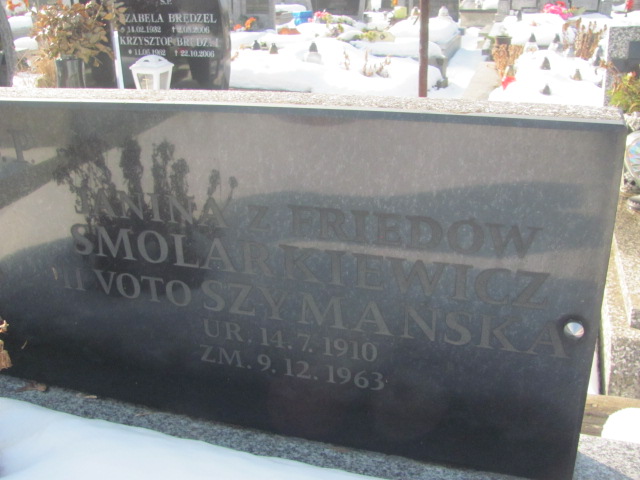 Ś.P.
IZABELA BREDZEL
KRZYSZTOF BREDZEL
JANINA Z FRIEDÓW
SMOLARKIEWICZ
II VOTO SZYMAŃSKA
UR. 14.7.1910
ZM. 9.12.1963